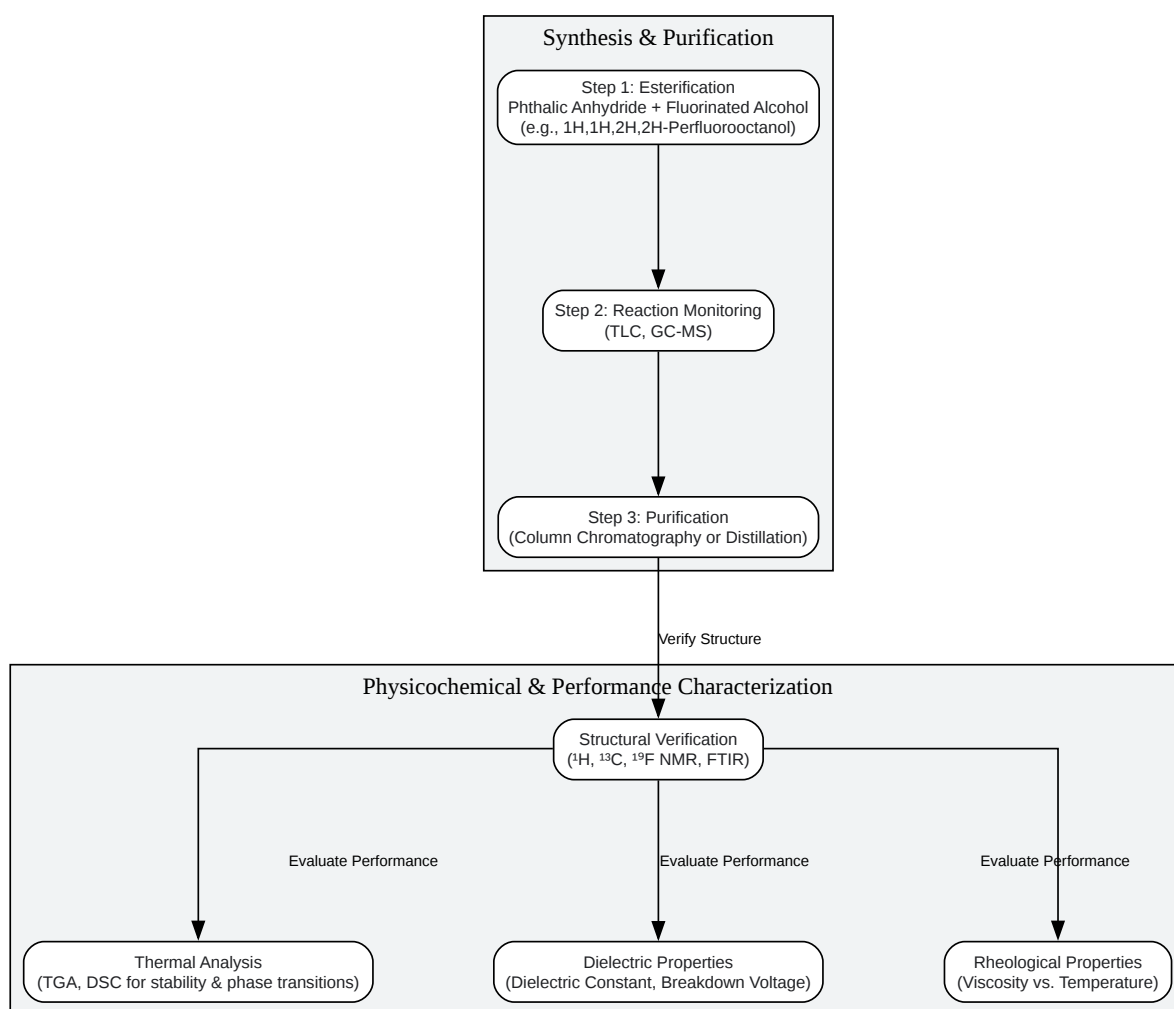 Synthesis & Purification
Step 1: Esterification
Phthalic Anhydride + Fluorinated Alcohol
(e.g., 1H,1H,2H,2H-Perfluorooctanol)
Step 2: Reaction Monitoring
(TLC, GC-MS)
Step 3: Purification
(Column Chromatography or Distillation)
Verify Structure
Physicochemical & Performance Characterization
Structural Verification
(¹H, ¹³C, ¹⁹F NMR, FTIR)
Evaluate Performance
Evaluate Performance
Evaluate Performance
Thermal Analysis
(TGA, DSC for stability & phase transitions)
Dielectric Properties
(Dielectric Constant, Breakdown Voltage)
Rheological Properties
(Viscosity vs. Temperature)